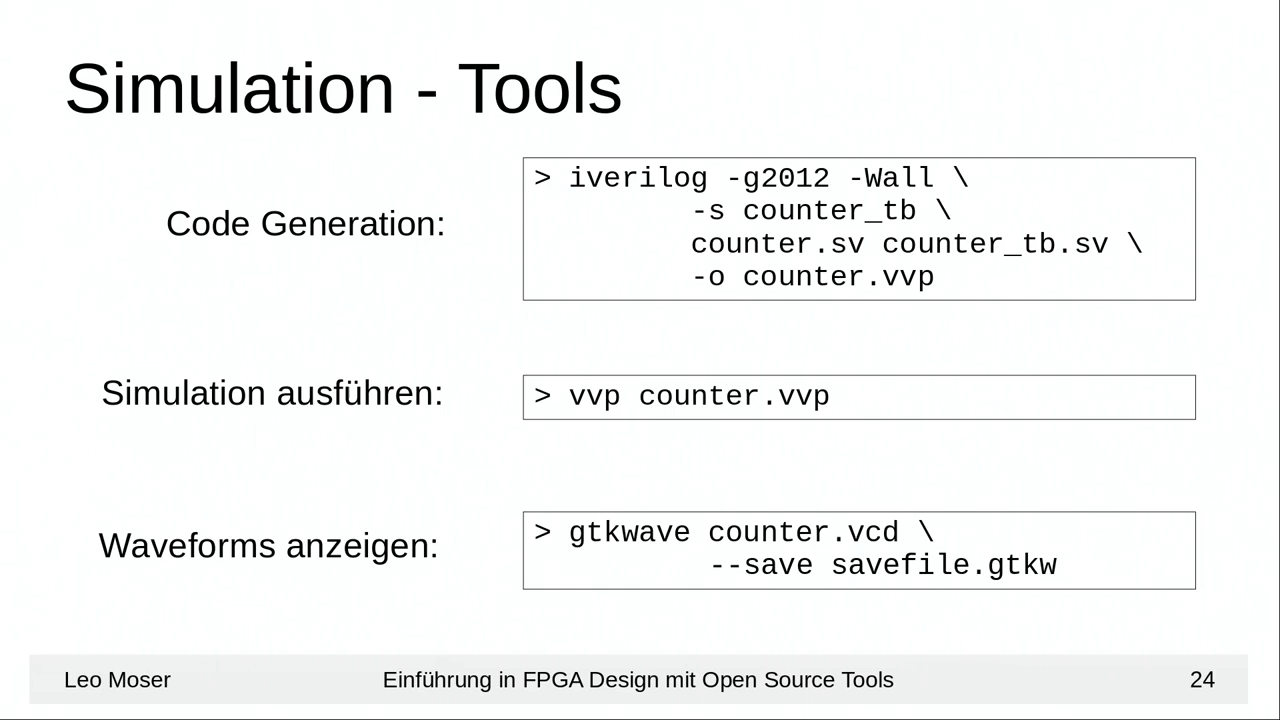 Simulation - Tools
Code Generation:
> iverilog -g2012 -Wall \
-s counter_tb \
counter.sv counter_tb.sv \
-o counter.vvp
Simulation ausführen:
> vvp counter.vvp
Waveforms anzeigen:
> gtkwave counter.vcd \
--save savefile.gtkw
Leo Moser
Einführung in FPGA Design mit Open Source Tools
24